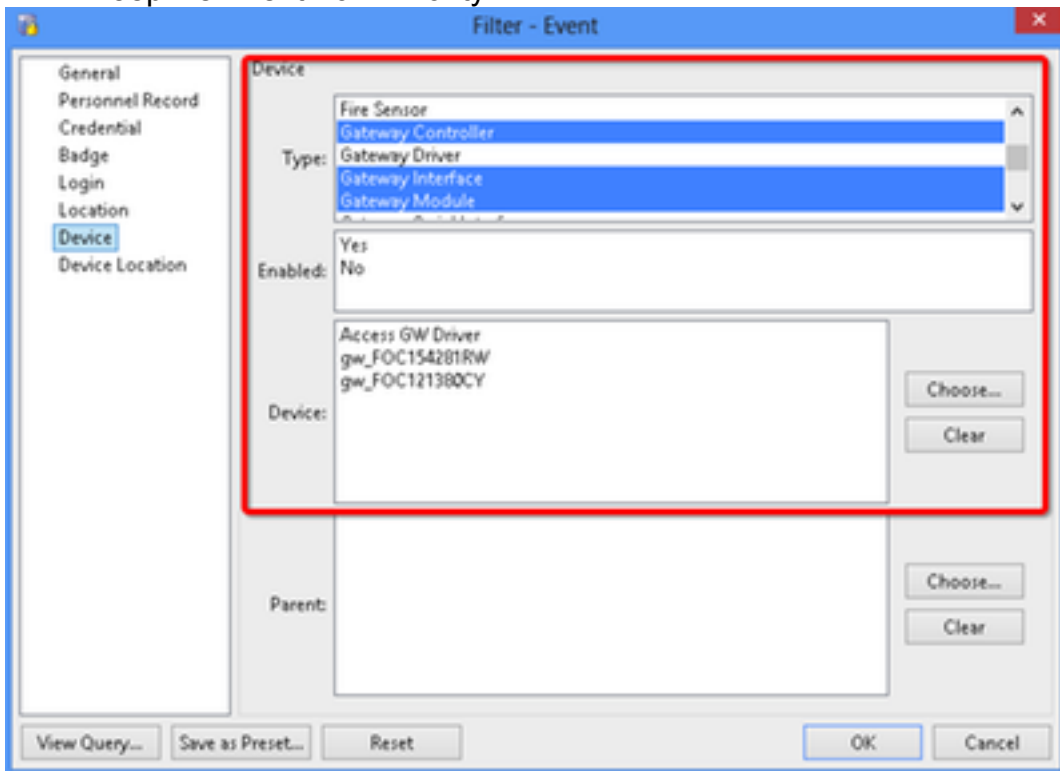 Filter - Event
General
Personnel Record
Credential
Badge
Login
Location
Device
Device Location
Device
Type:
Fire Sensor
Gateway Controller
Gateway Driver
Gateway Interface
Gateway Module
Enabled:
Yes
No
Device:
Access GW Driver
gw_FOC154281RW
gw_FOC121380CY
Choose...
Clear
Parent:
Choose...
Clear
View Query...
Save as Preset...
Reset
OK
Cancel